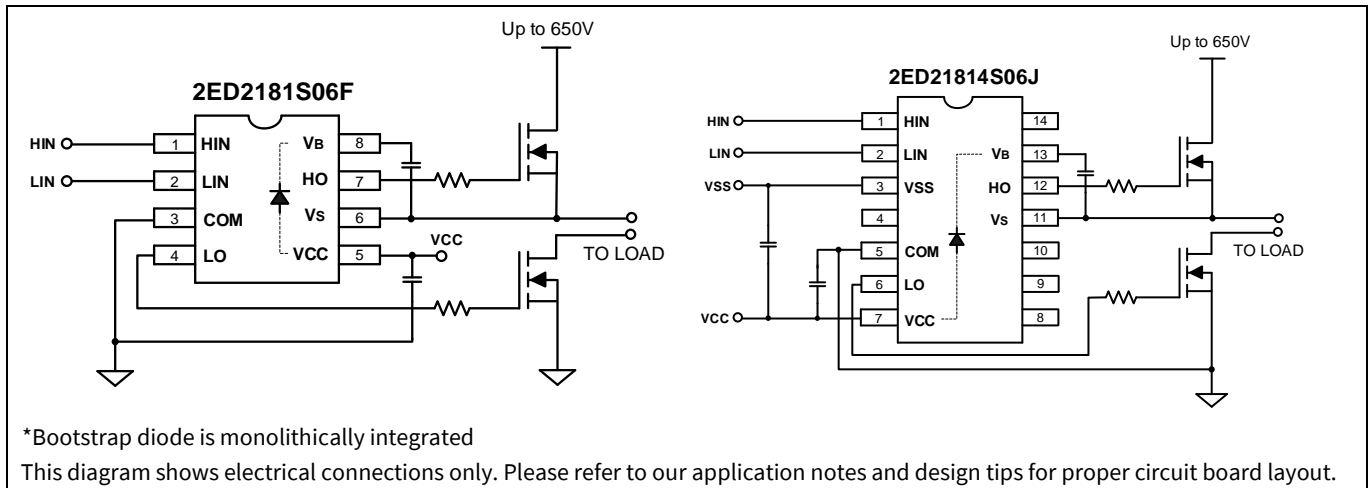 Up to 650V
2ED2181S06F
HIN
LIN
1 HIN
2 LIN
3 COM
4 LO
VB 8
HO 7
VS 6
VCC 5
VCC
TO LOAD
Up to 650V
2ED21814S06J
HIN
LIN
VSS
VCC
1 HIN
2 LIN
3 VSS
4
5 COM
6 LO
7 VCC
14
VB 13
HO 12
VS 11
10
9
8
TO LOAD
*Bootstrap diode is monolithically integrated
This diagram shows electrical connections only. Please refer to our application notes and design tips for proper circuit board layout.